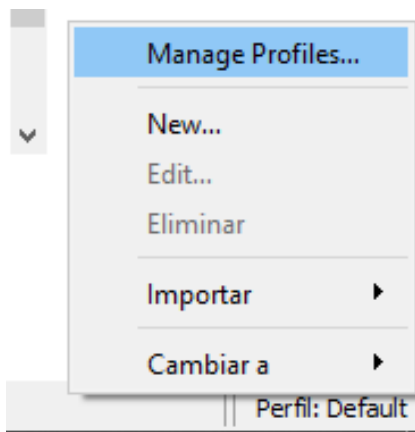 Manage Profiles...
New...
Edit...
Eliminar
Importar
Cambiar a
Perfil: Default